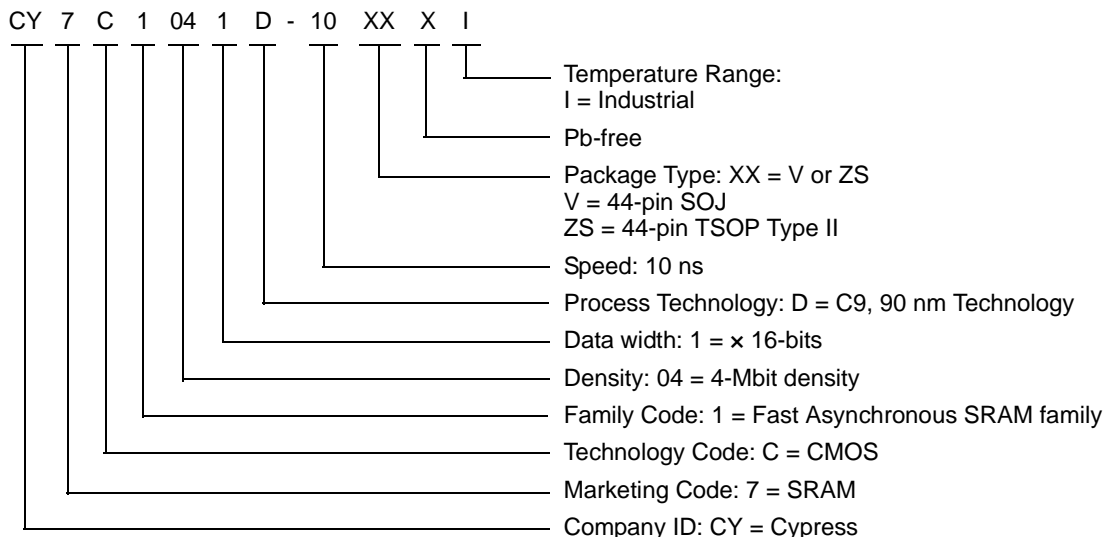 CY 7 C 1 04 1 D - 10 XX X I
Temperature Range:
I = Industrial
Pb-free
Package Type: XX = V or ZS
V = 44-pin SOJ
ZS = 44-pin TSOP Type II
Speed: 10 ns
Process Technology: D = C9, 90 nm Technology
Data width: 1 = × 16-bits
Density: 04 = 4-Mbit density
Family Code: 1 = Fast Asynchronous SRAM family
Technology Code: C = CMOS
Marketing Code: 7 = SRAM
Company ID: CY = Cypress